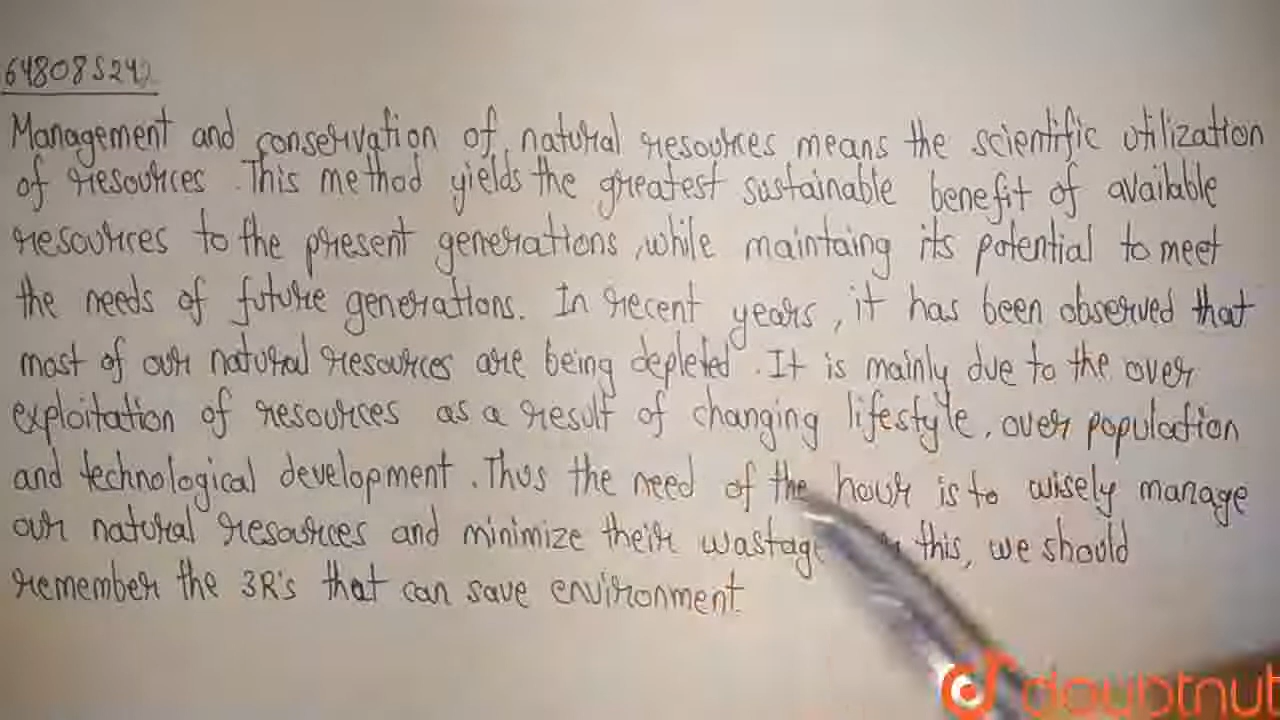 648085242
Management and conservation of natural resources means the scientific utilization
of resources. This method yields the greatest sustainable benefit of available
resources to the present generations, while maintaing its potential to meet
the needs of future generations. In recent years, it has been observed that
most of our natural resources are being depleted. It is mainly due to the over
exploitation of resources as a result of changing lifestyle, over population
and technological development. Thus the need of the hour is to wisely manage
our natural resources and minimize their wastage this, we should
remember the 3R's that can save environment
doubtnut